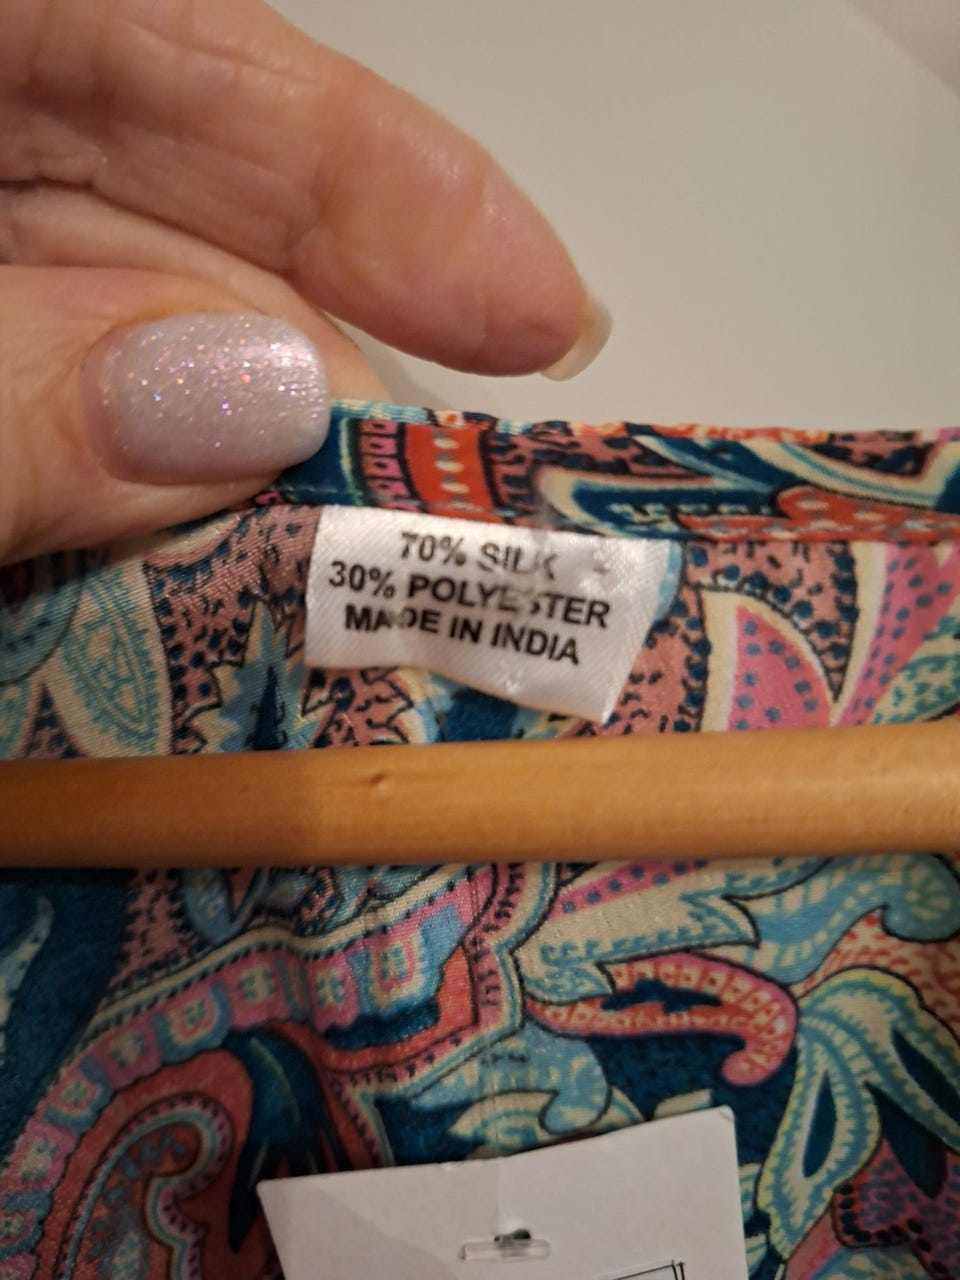 70% SILK
30% POLYESTER
MADE IN INDIA